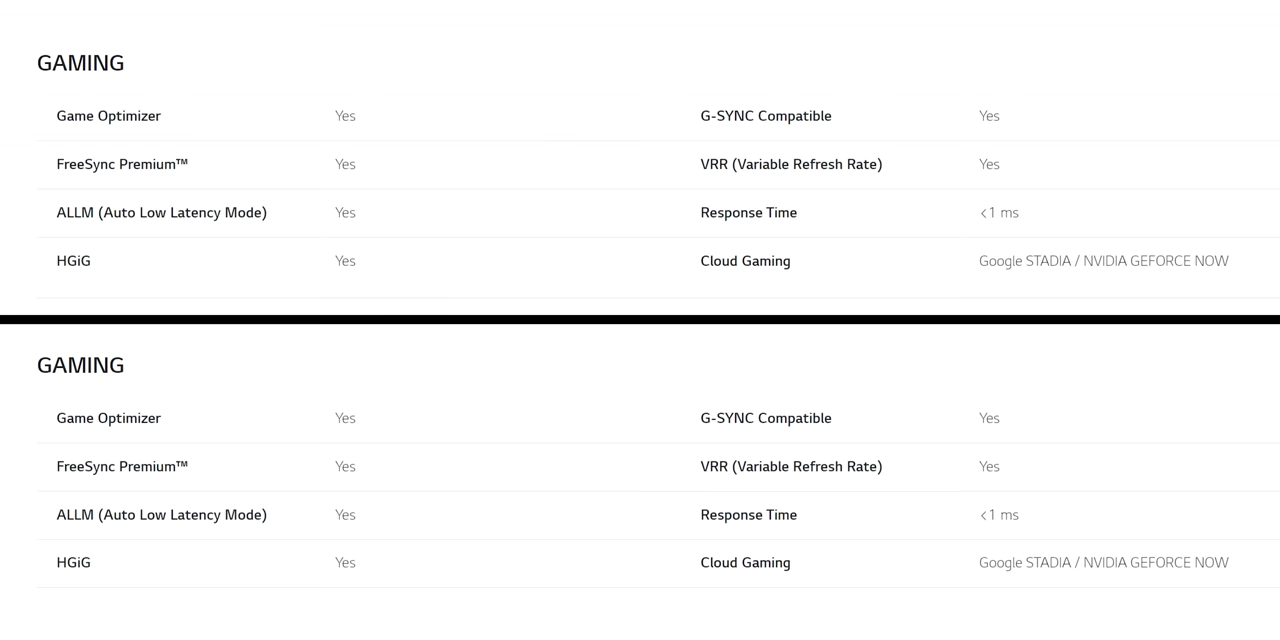 GAMING
Game Optimizer Yes G-SYNC Compatible Yes
FreeSync Premium™ Yes VRR (Variable Refresh Rate) Yes
ALLM (Auto Low Latency Mode) Yes Response Time <1 ms
HGiG Yes Cloud Gaming Google STADIA / NVIDIA GEFORCE NOW
GAMING
Game Optimizer Yes G-SYNC Compatible Yes
FreeSync Premium™ Yes VRR (Variable Refresh Rate) Yes
ALLM (Auto Low Latency Mode) Yes Response Time <1 ms
HGiG Yes Cloud Gaming Google STADIA / NVIDIA GEFORCE NOW